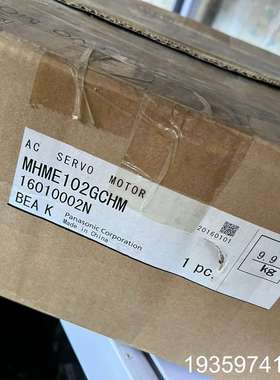 AC SERVO MOTOR
MHME102GCHM
16010002N
BEA K
Panasonic Corporation
Made in China
20160101
1 pc.
9.9
kg
19359741